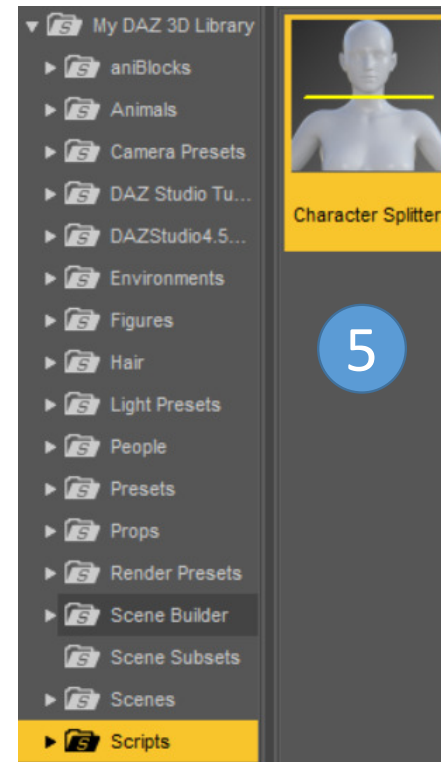 My DAZ 3D Library
aniBlocks
Animals
Camera Presets
DAZ Studio Tu...
DAZStudio4.5...
Environments
Figures
Hair
Light Presets
People
Presets
Props
Render Presets
Scene Builder
Scene Subsets
Scenes
Scripts
Character Splitter
5